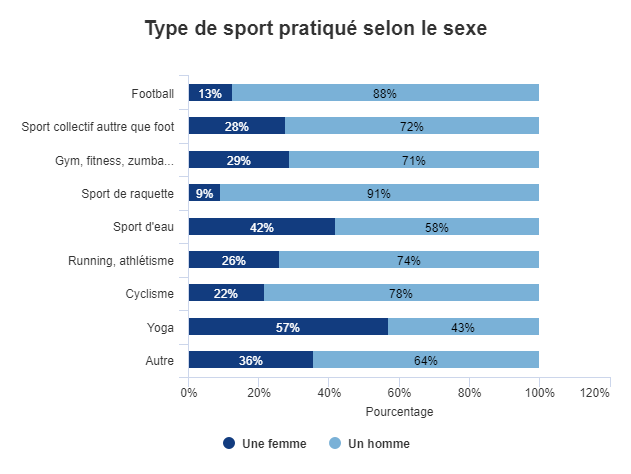 Type de sport pratiqué selon le sexe
Football 13% 88%
Sport collectif auttre que foot 28% 72%
Gym, fitness, zumba... 29% 71%
Sport de raquette 9% 91%
Sport d'eau 42% 58%
Running, athlétisme 26% 74%
Cyclisme 22% 78%
Yoga 57% 43%
Autre 36% 64%
0% 20% 40% 60% 80% 100% 120%
Pourcentage
Une femme Un homme